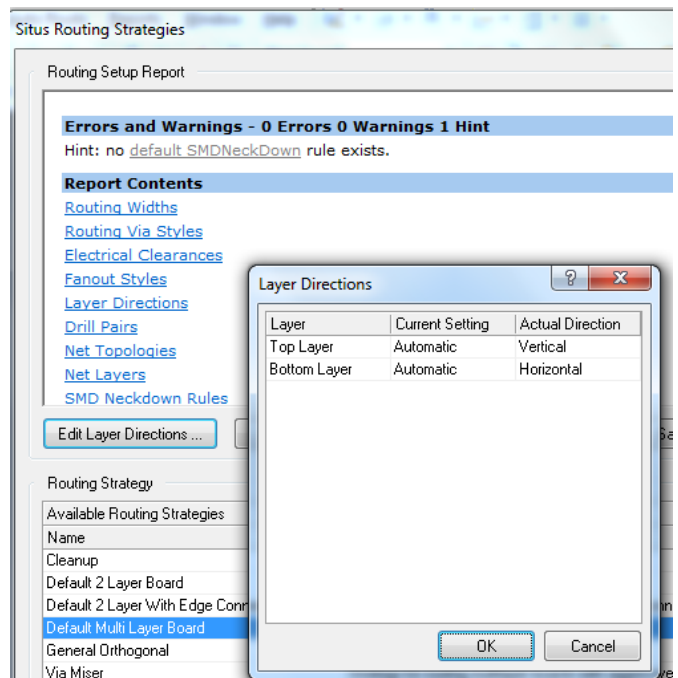 Situs Routing Strategies
Routing Setup Report
Errors and Warnings - 0 Errors 0 Warnings 1 Hint
Hint: no default SMDNeckDown rule exists.
Report Contents
Routing Widths
Routing Via Styles
Electrical Clearances
Fanout Styles
Layer Directions
Drill Pairs
Net Topologies
Net Layers
SMD Neckdown Rules
Edit Layer Directions ...
Layer Directions
Layer Current Setting Actual Direction
Top Layer Automatic Vertical
Bottom Layer Automatic Horizontal
OK Cancel
Routing Strategy
Available Routing Strategies
Name
Cleanup
Default 2 Layer Board
Default 2 Layer With Edge Conn
Default Multi Layer Board
General Orthogonal
Via Miser